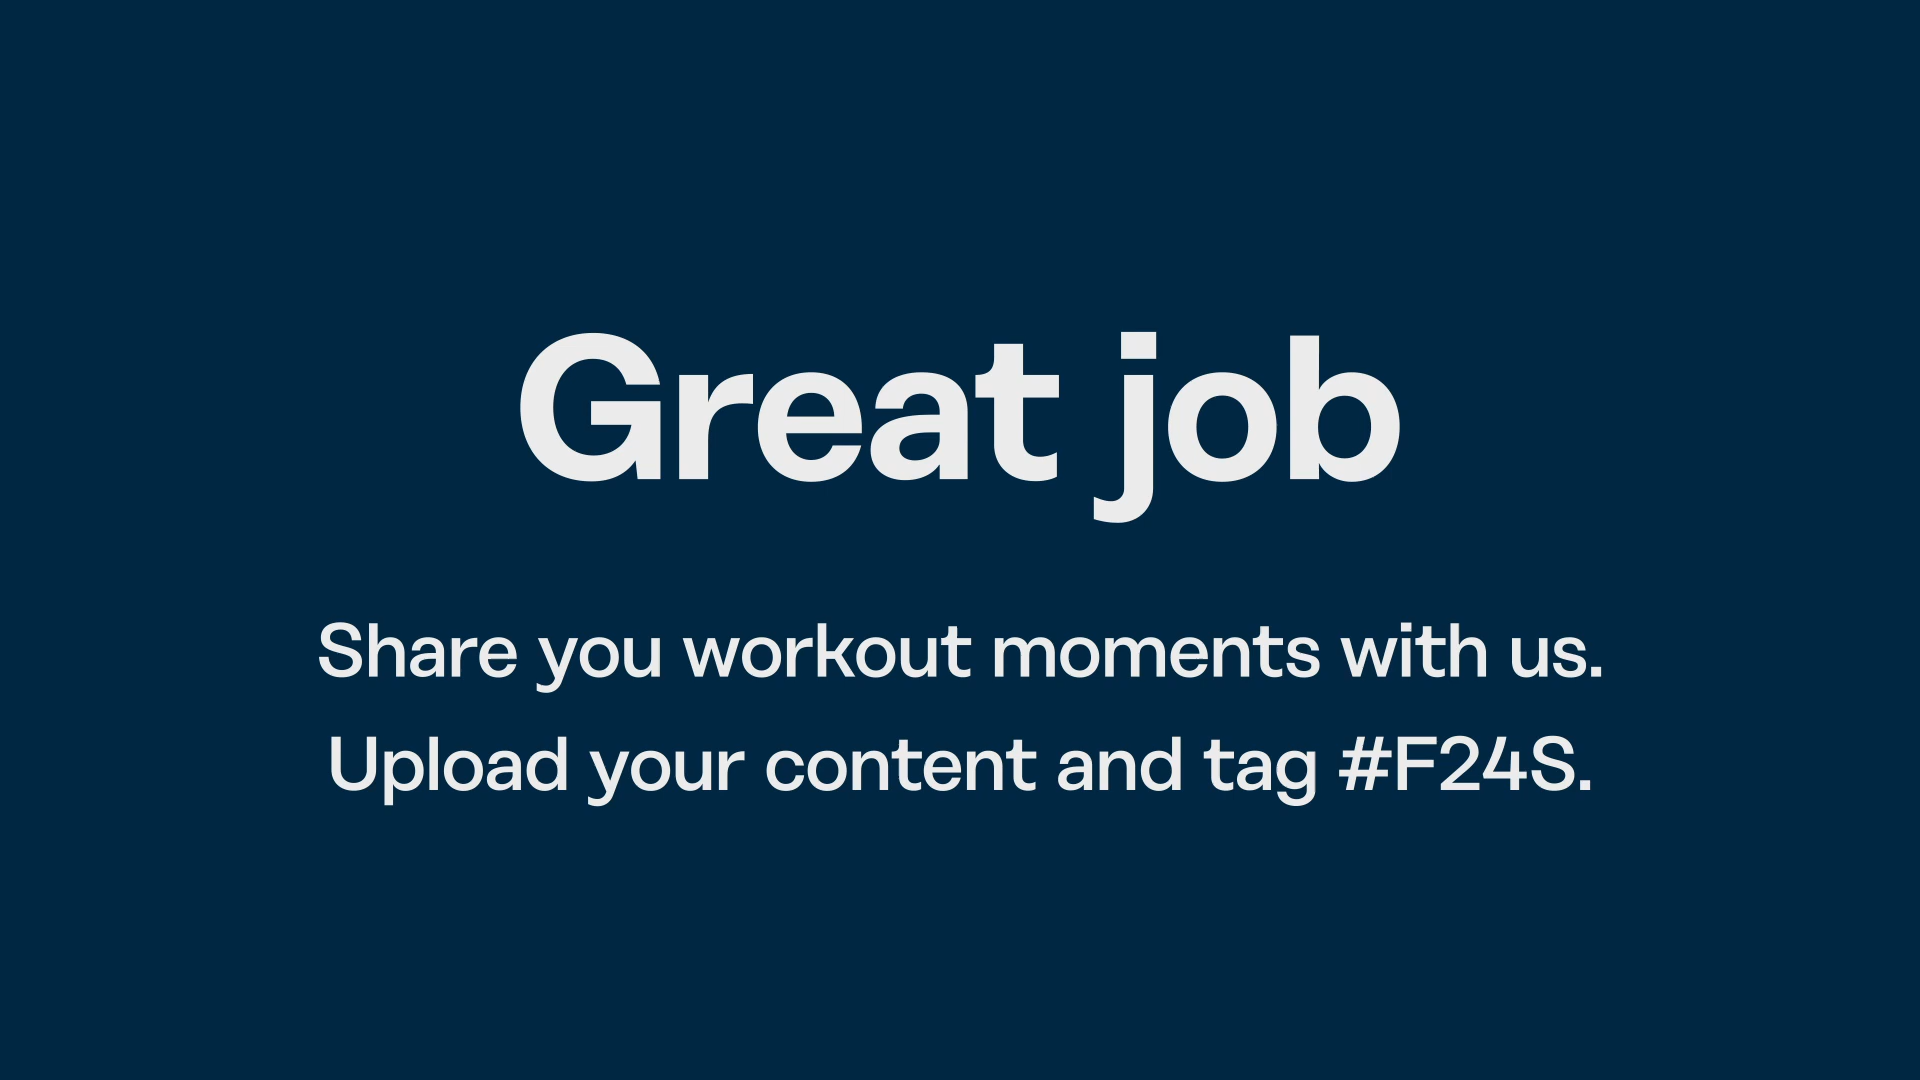 Great job
Share you workout moments with us.
Upload your content and tag #F24S.